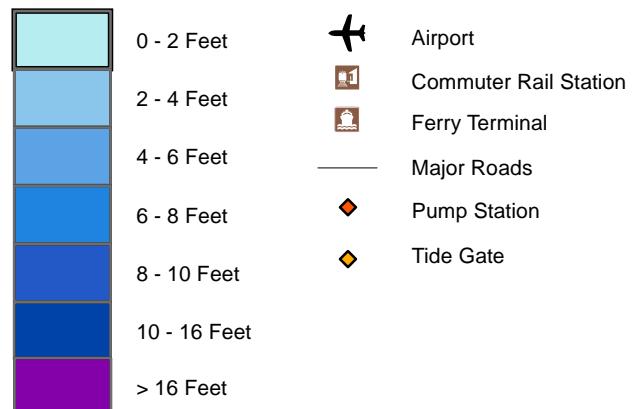 0 - 2 Feet
2 - 4 Feet
4 - 6 Feet
6 - 8 Feet
8 - 10 Feet
10 - 16 Feet
> 16 Feet
Airport
Commuter Rail Station
Ferry Terminal
Major Roads
Pump Station
Tide Gate